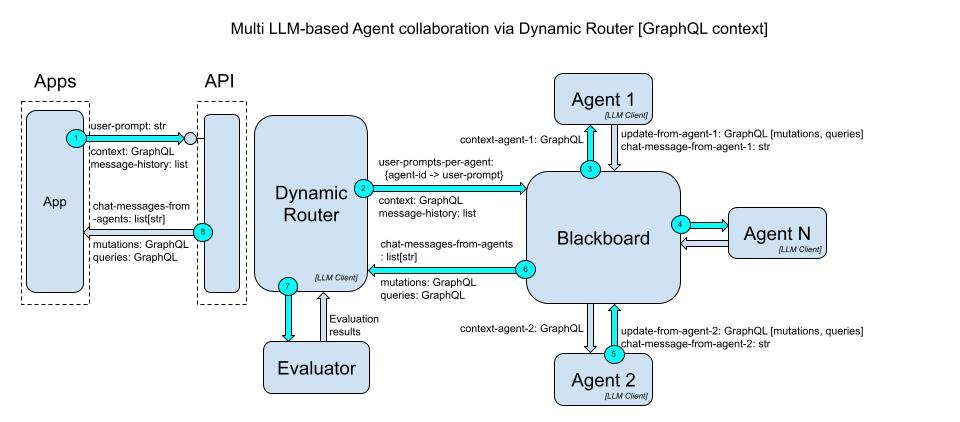 Multi LLM-based Agent collaboration via Dynamic Router [GraphQL context]
Apps
API
App
1
user-prompt: str
context: GraphQL
message-history: list
chat-messages-from
-agents: list[str]
8
mutations: GraphQL
queries: GraphQL
Dynamic
Router
[LLM Client]
2
user-prompts-per-agent:
{agent-id -> user-prompt}
context: GraphQL
message-history: list
chat-messages-from-agents
: list[str]
6
mutations: GraphQL
queries: GraphQL
7
Evaluation
results
Evaluator
Blackboard
Agent 1
[LLM Client]
context-agent-1: GraphQL
3
update-from-agent-1: GraphQL [mutations, queries]
chat-message-from-agent-1: str
4
Agent N
[LLM Client]
context-agent-2: GraphQL
update-from-agent-2: GraphQL [mutations, queries]
chat-message-from-agent-2: str
5
Agent 2
[LLM Client]